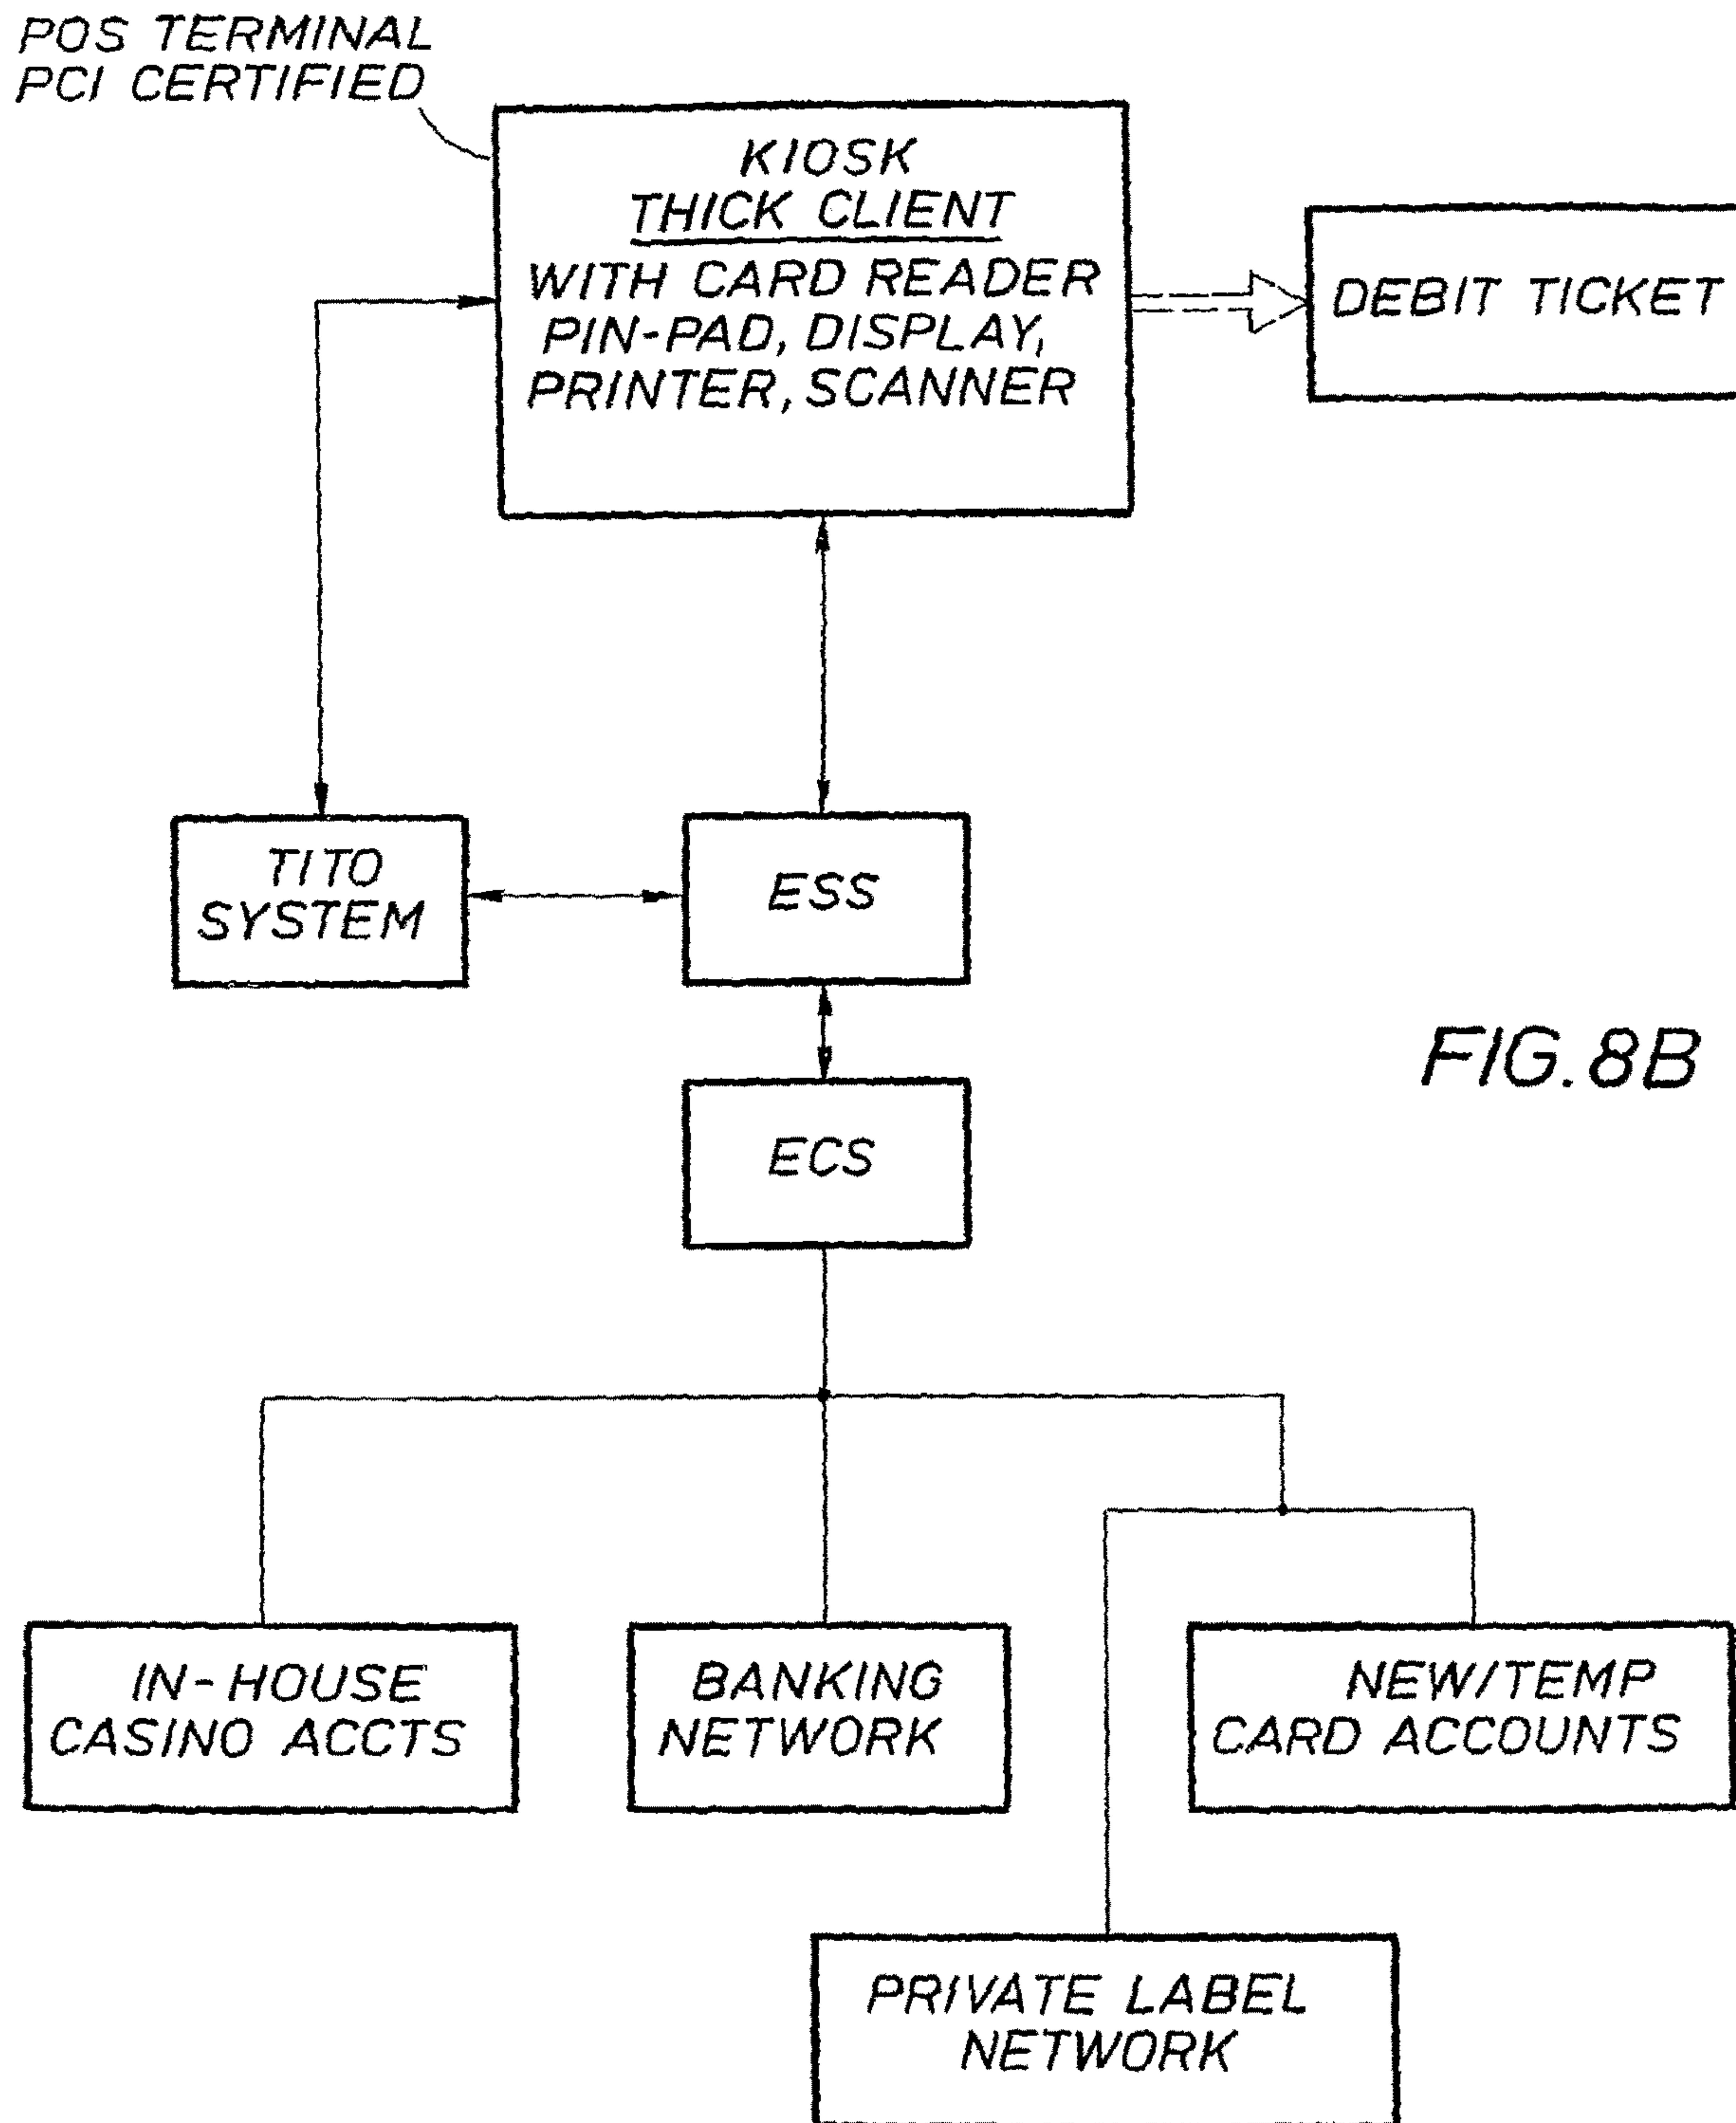 POS TERMINAL
PCI CERTIFIED
KIOSK
THICK CLIENT
WITH CARD READER
PIN-PAD, DISPLAY,
PRINTER, SCANNER
DEBIT TICKET
TITO
SYSTEM
ESS
FIG. 8B
ECS
IN-HOUSE
CASINO ACCTS
BANKING
NETWORK
NEW/TEMP
CARD ACCOUNTS
PRIVATE LABEL
NETWORK